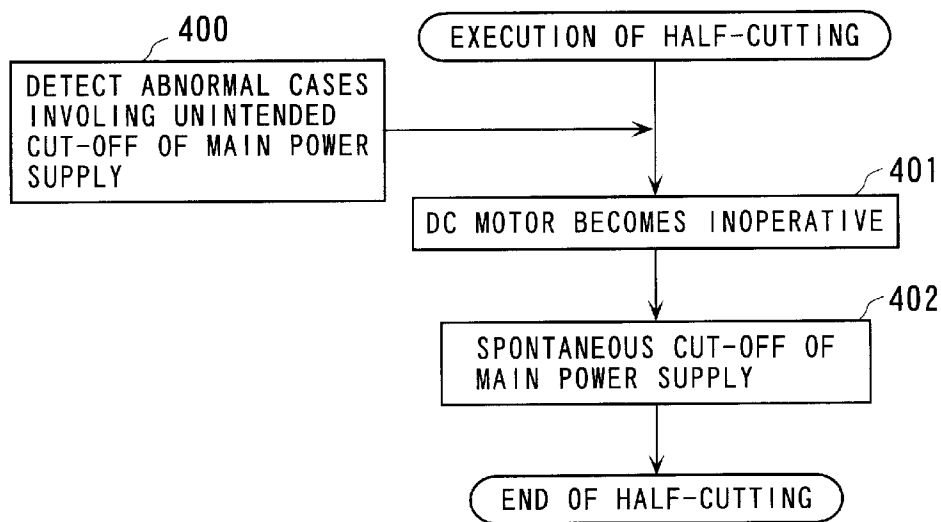 400
EXECUTION OF HALF-CUTTING
DETECT ABNORMAL CASES
INVOLING UNINTENDED
CUT-OFF OF MAIN POWER
SUPPLY
401
DC MOTOR BECOMES INOPERATIVE
402
SPONTANEOUS CUT-OFF OF
MAIN POWER SUPPLY
END OF HALF-CUTTING